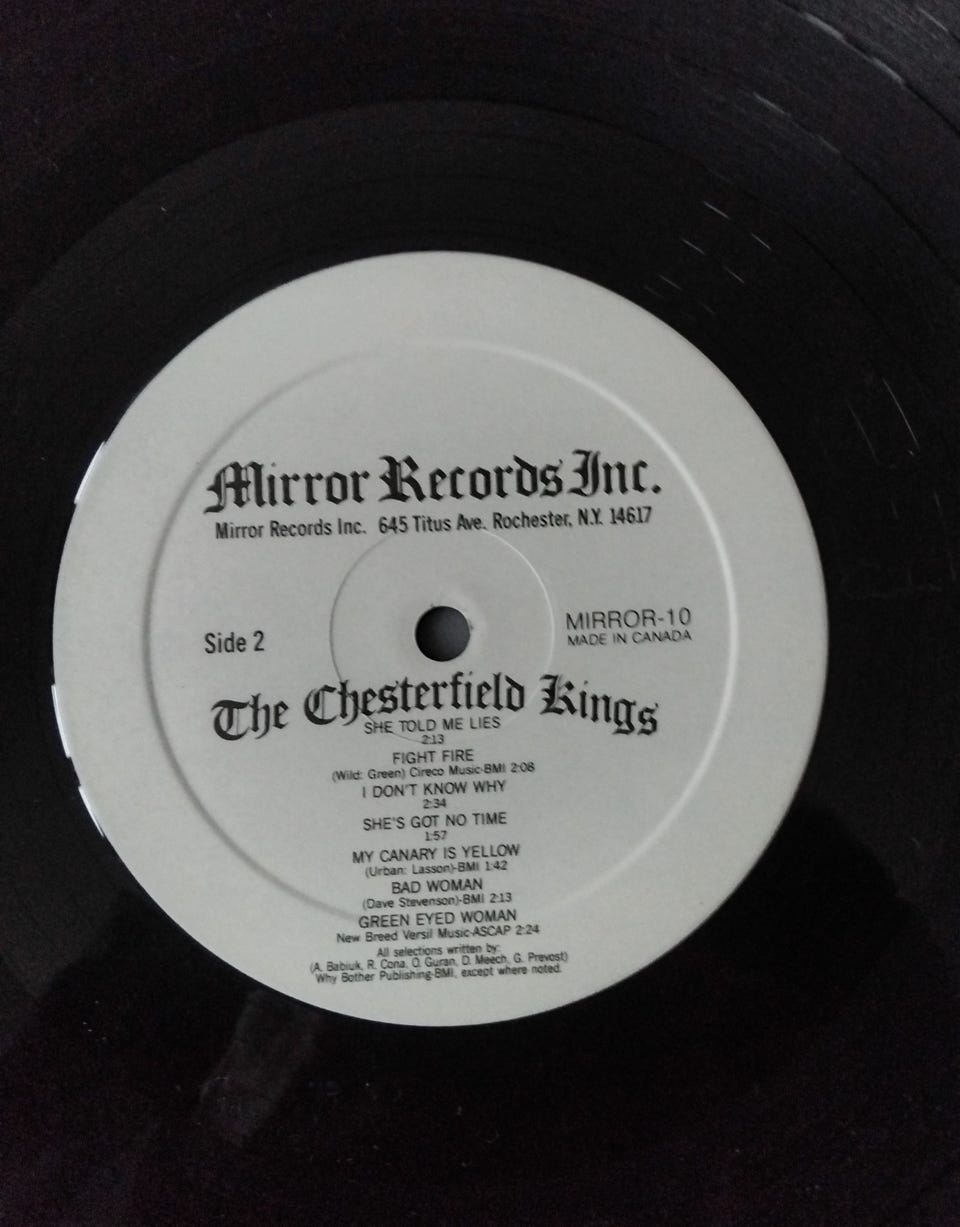 Mirror Records Inc.
Mirror Records Inc. 645 Titus Ave. Rochester, N.Y. 14617
Side 2
MIRROR-10
MADE IN CANADA
The Chesterfield Kings
SHE TOLD ME LIES
2:13
FIGHT FIRE
(Wild: Green) Cireco Music-BMI 2:08
I DON'T KNOW WHY
2:34
SHE'S GOT NO TIME
1:57
MY CANARY IS YELLOW
(Urban: Lasson)-BMI 1:42
BAD WOMAN
(Dave Stevenson)-BMI 2:13
GREEN EYED WOMAN
New Breed Versil Music-ASCAP 2:24
All selections written by:
(A. Babiuk, R. Cona, O. Guran, D. Meech, G. Prevost)
Why Bother Publishing-BMI, except where noted.